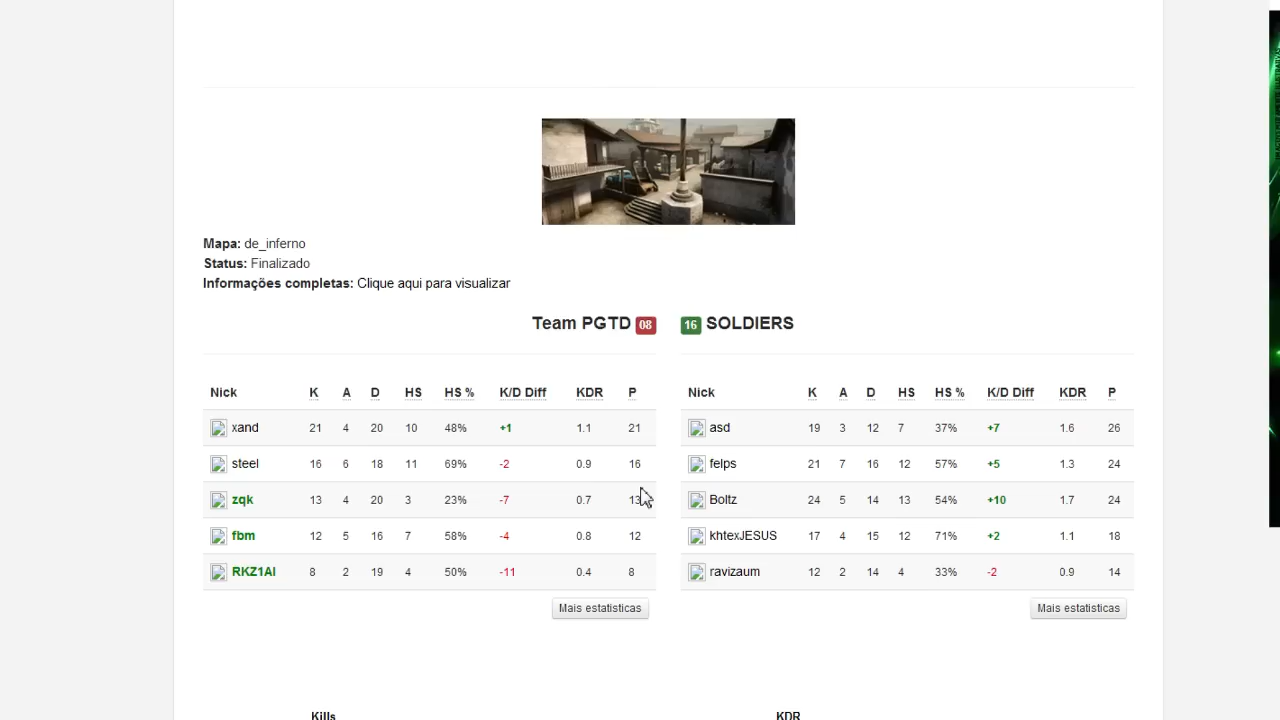 Mapa: de_inferno
Status: Finalizado
Informações completas: Clique aqui para visualizar
Team PGTD 08
16 SOLDIERS
Nick K A D HS HS % K/D Diff KDR P
xand 21 4 20 10 48% +1 1.1 21
steel 16 6 18 11 69% -2 0.9 16
zqk 13 4 20 3 23% -7 0.7 13
fbm 12 5 16 7 58% -4 0.8 12
RKZ1AI 8 2 19 4 50% -11 0.4 8
Mais estatisticas
Nick K A D HS HS % K/D Diff KDR P
asd 19 3 12 7 37% +7 1.6 26
felps 21 7 16 12 57% +5 1.3 24
Boltz 24 5 14 13 54% +10 1.7 24
khtexJESUS 17 4 15 12 71% +2 1.1 18
ravizaum 12 2 14 4 33% -2 0.9 14
Mais estatisticas
Kills
KDR